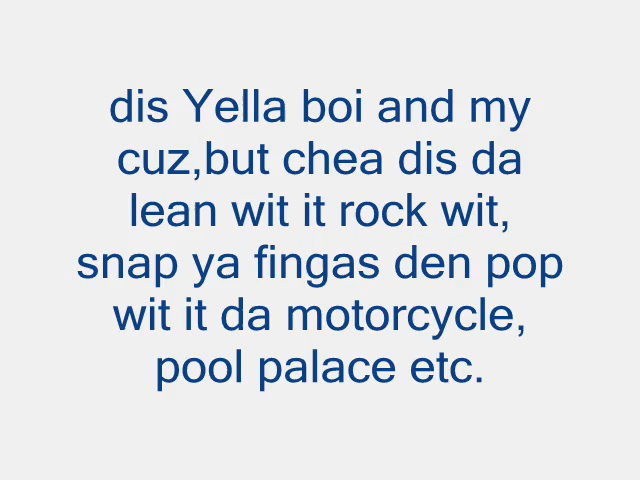 dis Yella boi and my
cuz,but chea dis da
lean wit it rock wit,
snap ya fingas den pop
wit it da motorcycle,
pool palace etc.